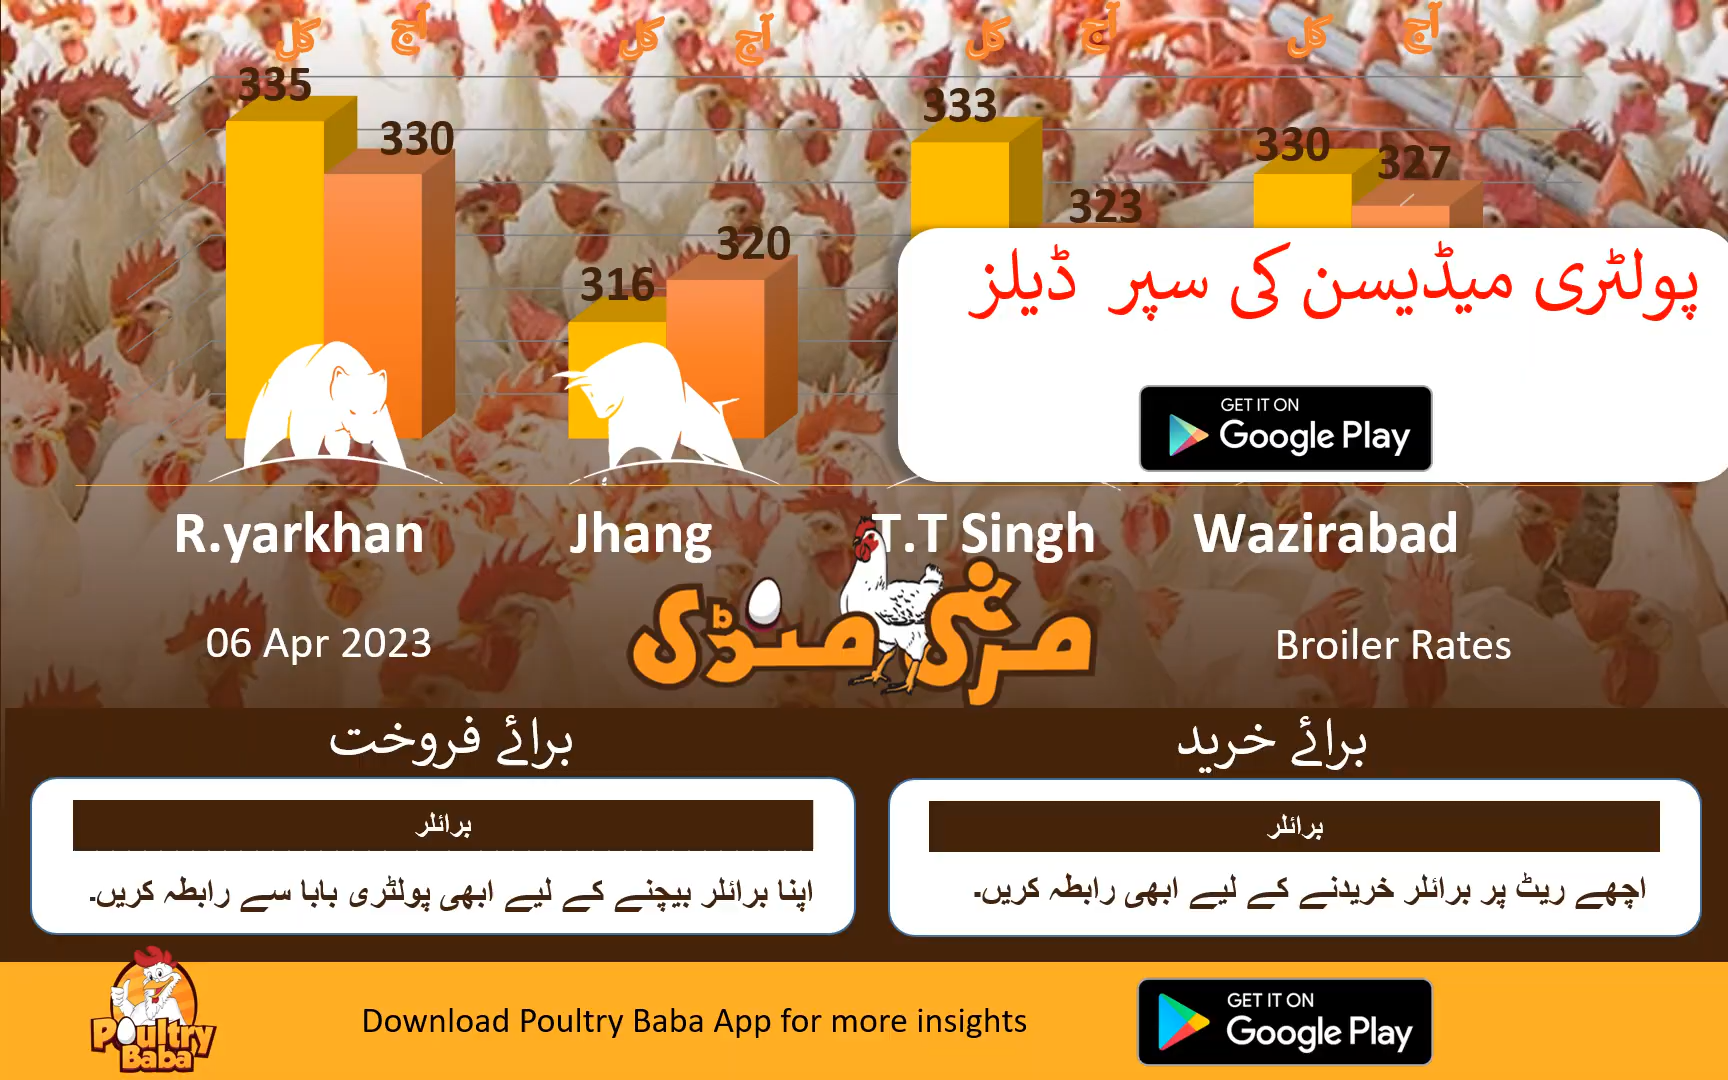 کل آج کل آج کل آج کل آج
335 330 316 320 333 323 330 327
پولٹری میڈیسن کی سپر ڈیلز
GET IT ON
Google Play
R.yarkhan Jhang T.T Singh Wazirabad
06 Apr 2023
مرغی منڈی
Broiler Rates
برائے خرید
برائلر
اچھے ریٹ پر برائلر خریدنے کے لیے ابھی رابطہ کریں۔
برائے فروخت
برائلر
اپنا برائلر بیچنے کے لیے ابھی پولٹری بابا سے رابطہ کریں۔
Poultry
Baba
Download Poultry Baba App for more insights
GET IT ON
Google Play